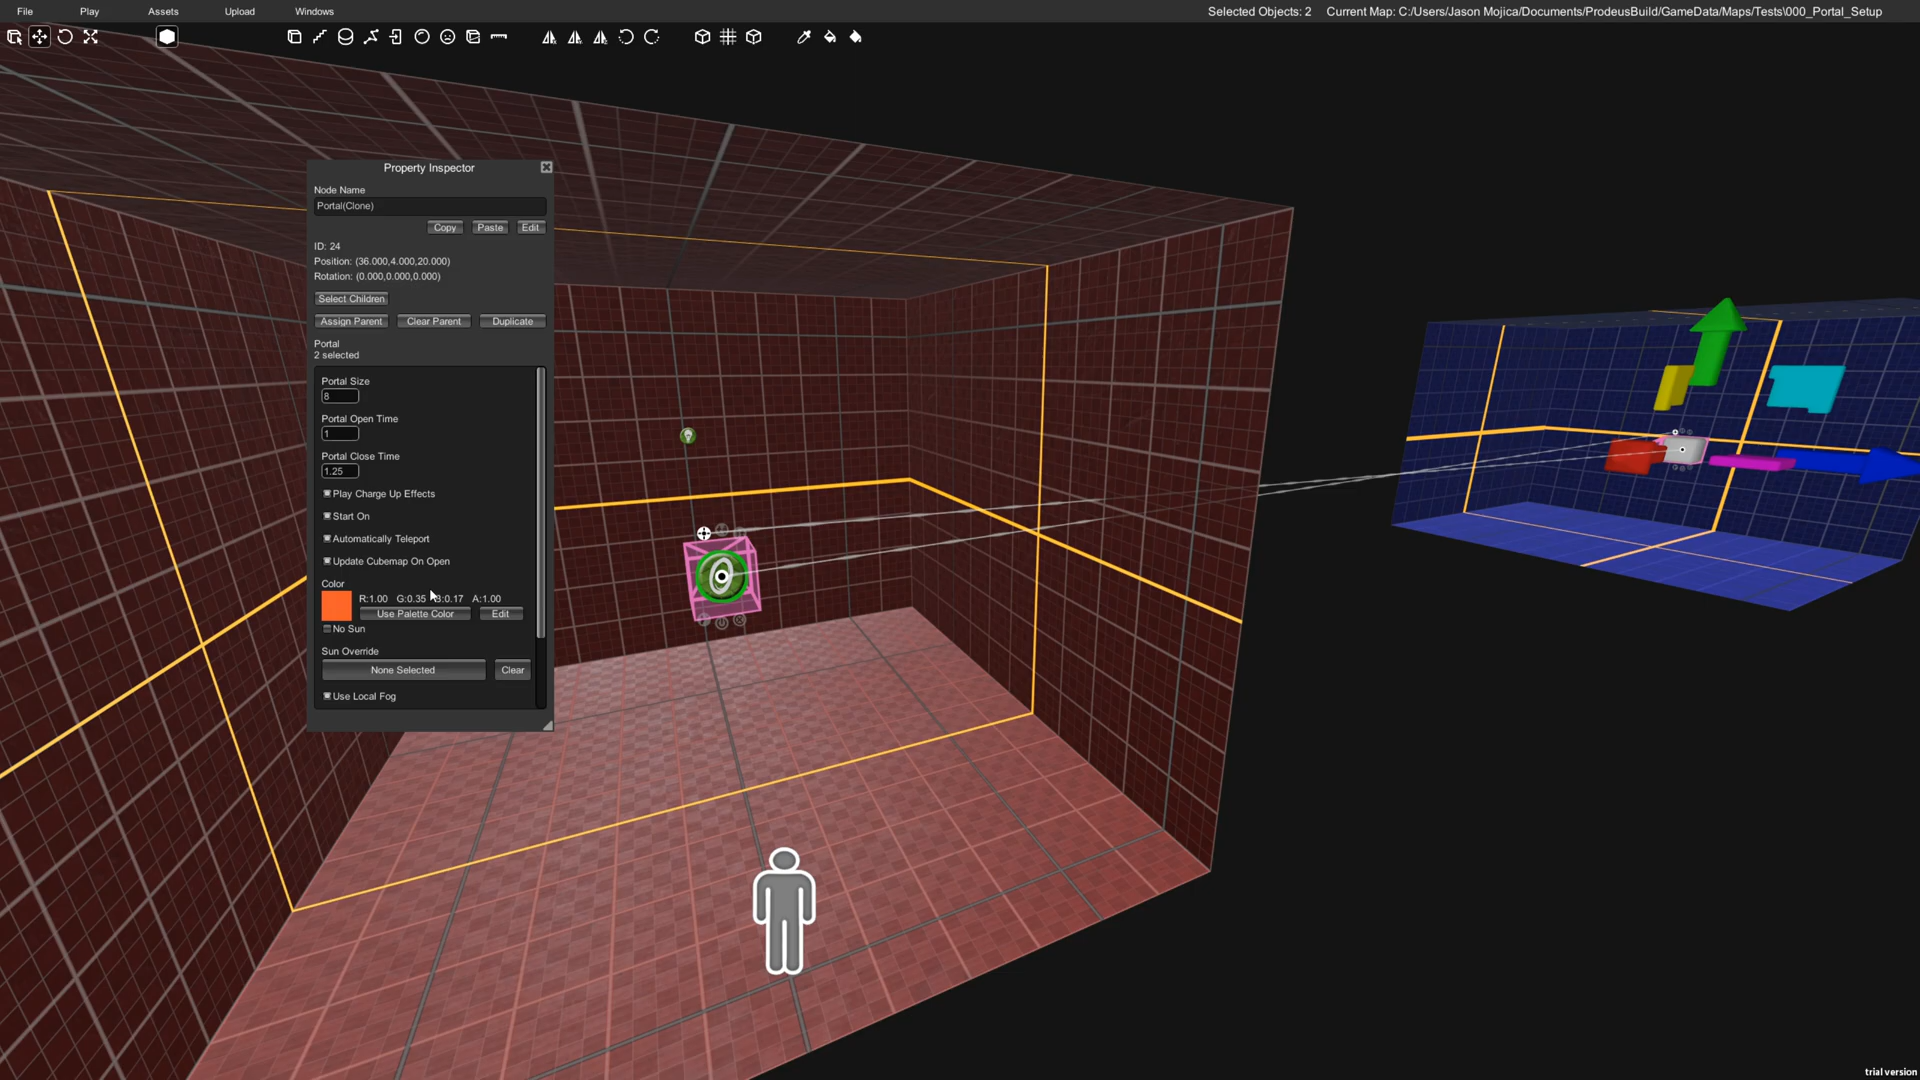 File Play Assets Upload Windows Selected Objects: 2 Current Map: C:/Users/Jason Mojica/Documents/ProdeusBuild/GameData/Maps/Tests\000_Portal_Setup
Property Inspector
Node Name
Portal(Clone)
Copy Paste Edit
ID: 24
Position: (36.000,4.000,20.000)
Rotation: (0.000,0.000,0.000)
Select Children
Assign Parent Clear Parent Duplicate
Portal
2 selected
Portal Size
8
Portal Open Time
1
Portal Close Time
1.25
Play Charge Up Effects
Start On
Automatically Teleport
Update Cubemap On Open
Color
R:1.00 G:0.35 :0.17 A:1.00
Use Palette Color Edit
No Sun
Sun Override
None Selected Clear
Use Local Fog
trial version